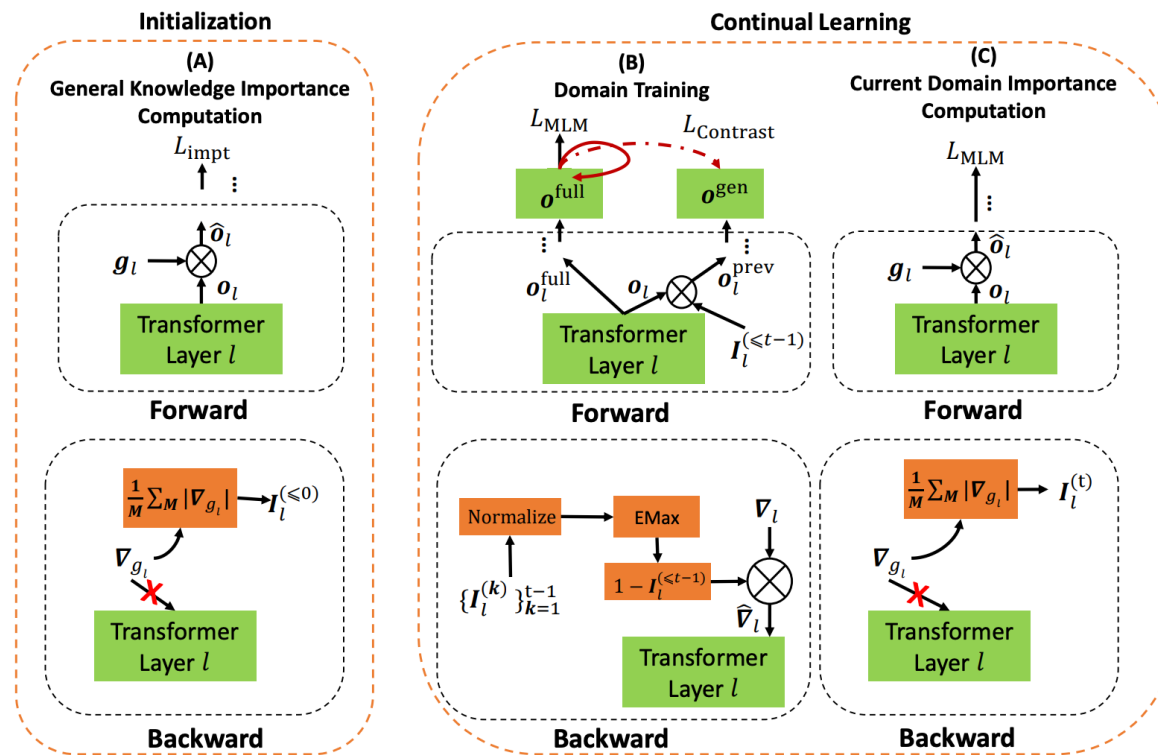 Initialization
Continual Learning
(A)
General Knowledge Importance
Computation
L_impt
...
ô_l
g_l
o_l
Transformer
Layer l
Forward
1/M ∑_M |∇_{g_l}|
I_l^{(⩽0)}
∇_{g_l}
Transformer
Layer l
Backward
(B)
Domain Training
L_MLM
L_Contrast
o^full
o^gen
...
...
o_l^full
o_l
o_l^prev
I_l^{(⩽t−1)}
Transformer
Layer l
Forward
Normalize
EMax
∇_l
{I_l^{(k)}}_{k=1}^{t−1}
1 − I_l^{(⩽t−1)}
∇̂_l
Transformer
Layer l
Backward
(C)
Current Domain Importance
Computation
L_MLM
...
ô_l
g_l
o_l
Transformer
Layer l
Forward
1/M ∑_M |∇_{g_l}|
I_l^{(t)}
∇_{g_l}
Transformer
Layer l
Backward